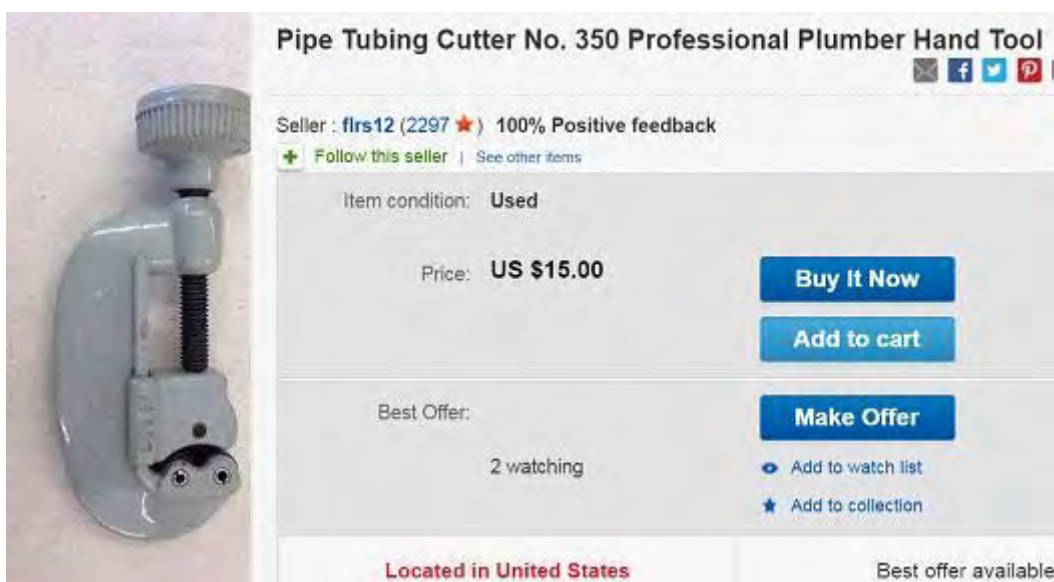 Pipe Tubing Cutter No. 350 Professional Plumber Hand Tool
Seller : flrs12 (2297 ) 100% Positive feedback
Follow this seller | See other items
Item condition: Used
Price: US $15.00
Buy It Now
Add to cart
Best Offer:
Make Offer
2 watching
Add to watch list
Add to collection
Located in United States
Best offer available